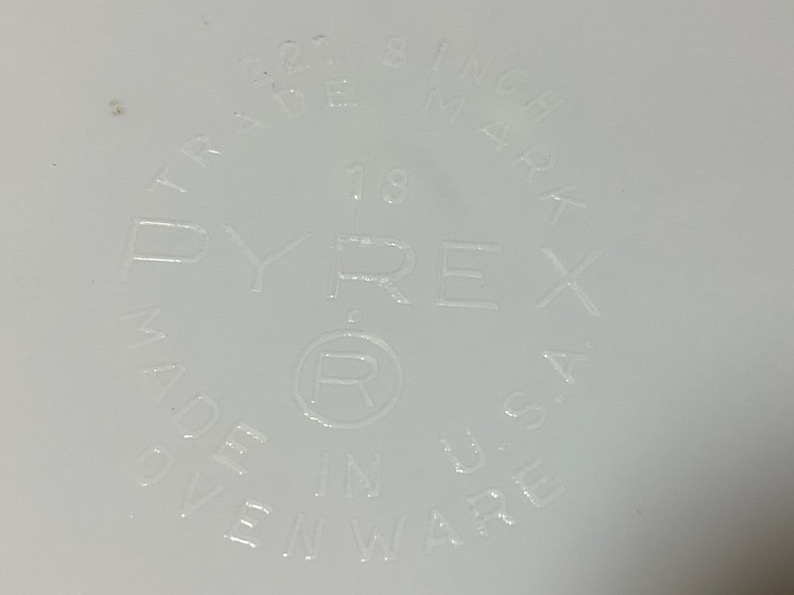 221 8 INCH
TRADE MARK
18
PYREX
®
MADE IN U.S.A.
OVENWARE